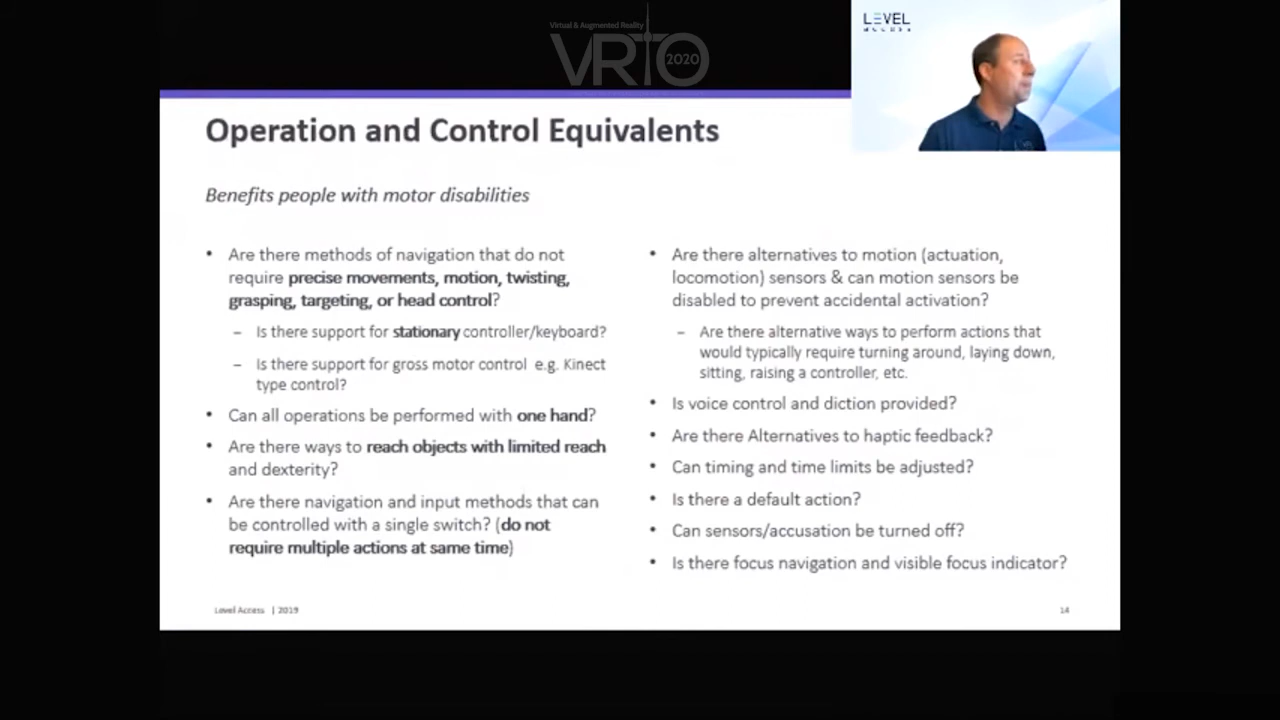 Virtual & Augmented Reality
VRTO
2020
LEVEL
Operation and Control Equivalents
Benefits people with motor disabilities
• Are there methods of navigation that do not
require precise movements, motion, twisting,
grasping, targeting, or head control?
– Is there support for stationary controller/keyboard?
– Is there support for gross motor control e.g. Kinect
type control?
• Can all operations be performed with one hand?
• Are there ways to reach objects with limited reach
and dexterity?
• Are there navigation and input methods that can
be controlled with a single switch? (do not
require multiple actions at same time)
• Are there alternatives to motion (actuation,
locomotion) sensors & can motion sensors be
disabled to prevent accidental activation?
– Are there alternative ways to perform actions that
would typically require turning around, laying down,
sitting, raising a controller, etc.
• Is voice control and diction provided?
• Are there Alternatives to haptic feedback?
• Can timing and time limits be adjusted?
• Is there a default action?
• Can sensors/accusation be turned off?
• Is there focus navigation and visible focus indicator?
Level Access | 2019
14